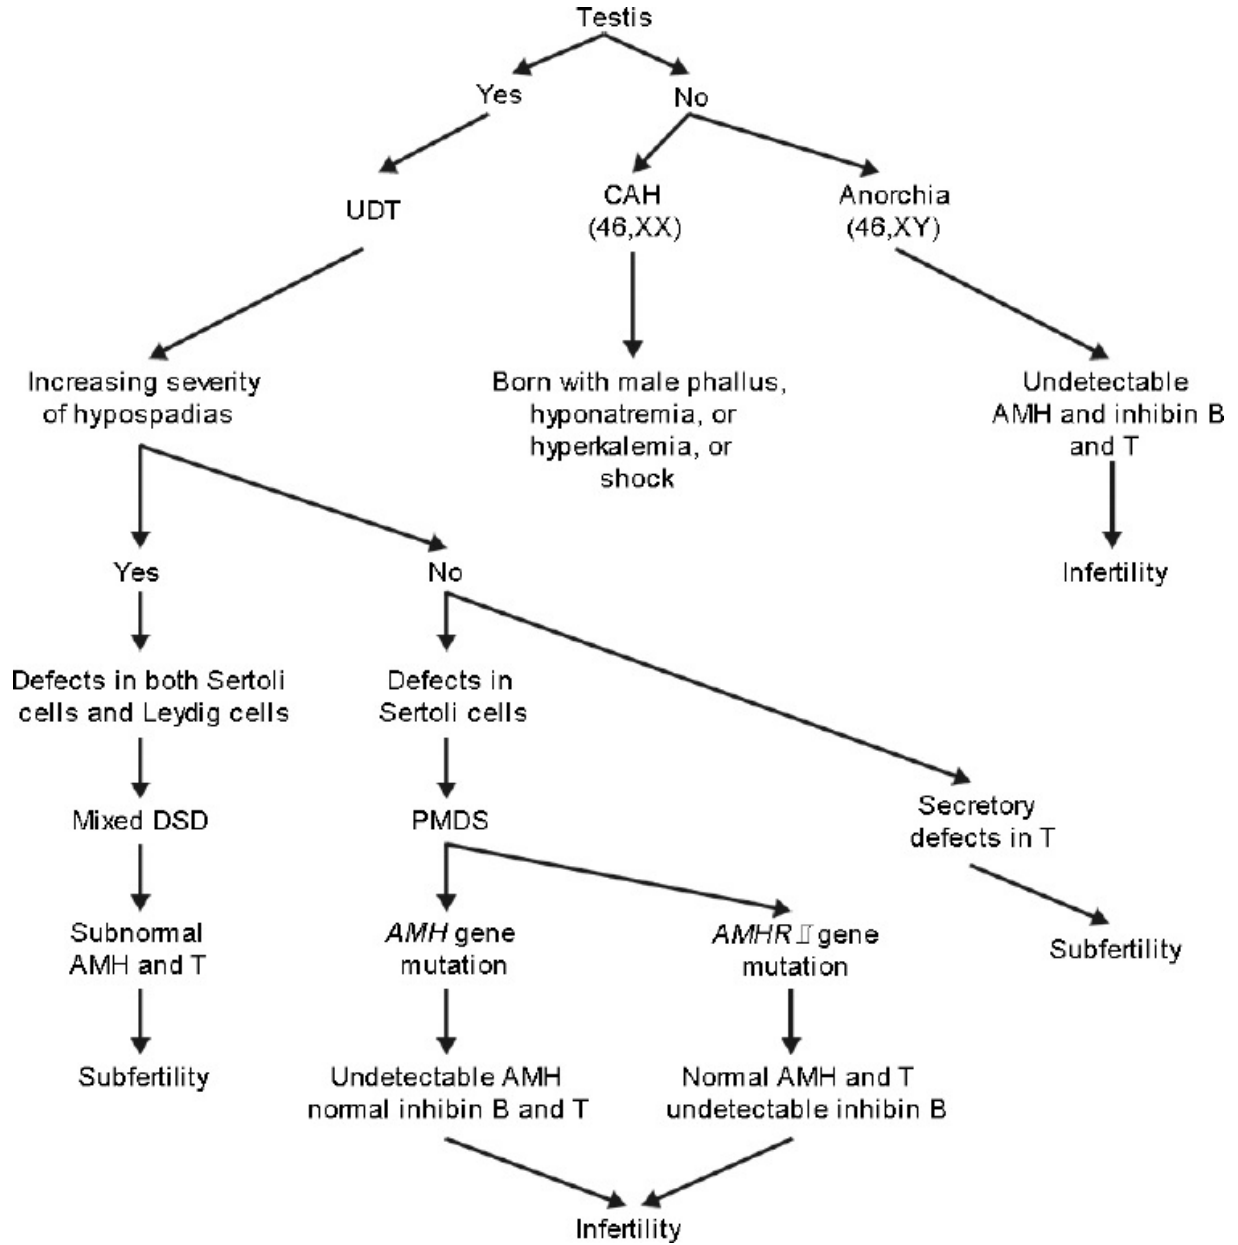 Testis
Yes
No
UDT
CAH
(46,XX)
Anorchia
(46,XY)
Increasing severity
of hypospadias
Born with male phallus,
hyponatremia, or
hyperkalemia, or
shock
Undetectable
AMH and inhibin B
and T
Yes
No
Infertility
Defects in both Sertoli
cells and Leydig cells
Defects in
Sertoli cells
Mixed DSD
PMDS
Secretory
defects in T
Subnormal
AMH and T
AMH gene
mutation
AMHR Ⅱ gene
mutation
Subfertility
Subfertility
Undetectable AMH
normal inhibin B and T
Normal AMH and T
undetectable inhibin B
Infertility